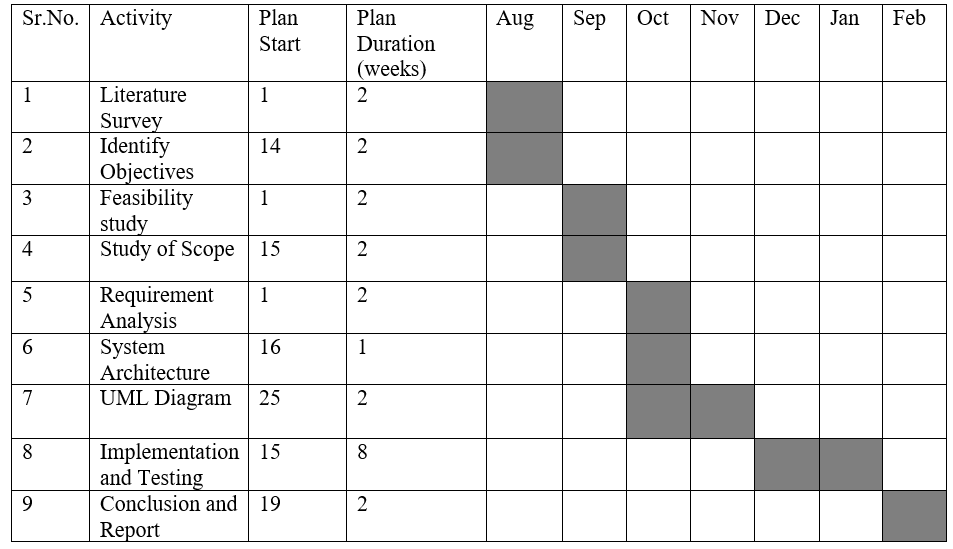 Sr.No. Activity Plan Start Plan Duration (weeks) Aug Sep Oct Nov Dec Jan Feb
1 Literature Survey 1 2
2 Identify Objectives 14 2
3 Feasibility study 1 2
4 Study of Scope 15 2
5 Requirement Analysis 1 2
6 System Architecture 16 1
7 UML Diagram 25 2
8 Implementation and Testing 15 8
9 Conclusion and Report 19 2